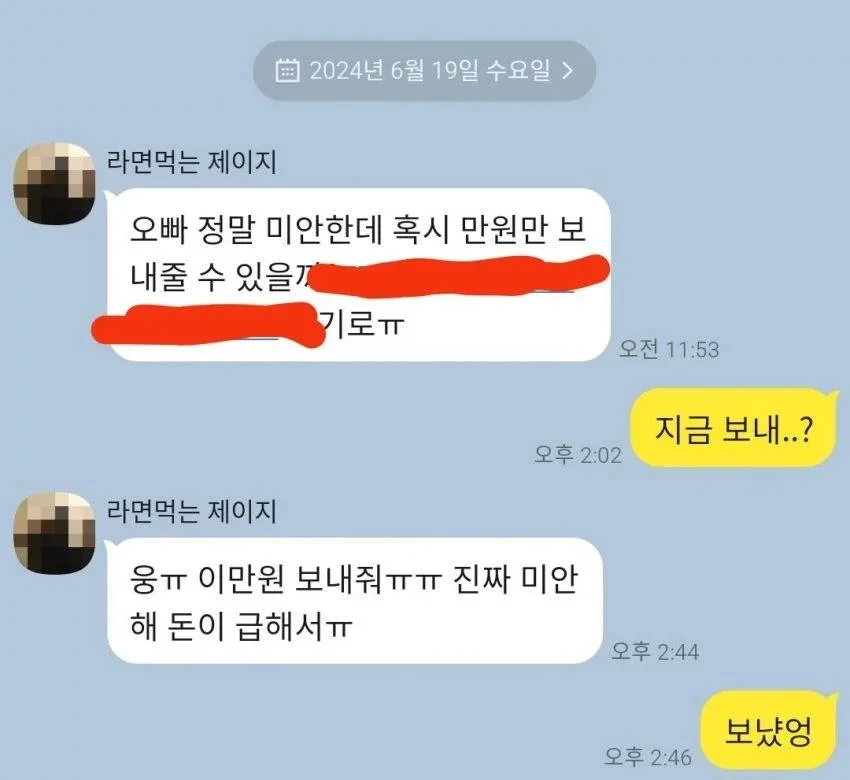 2024년 6월 19일 수요일
라면먹는 제이지
오빠 정말 미안한데 혹시 만원만 보
내줄 수 있을까
기로ㅠ
오전 11:53
지금 보내..?
오후 2:02
라면먹는 제이지
웅ㅠ 이만원 보내줘ㅠㅠ 진짜 미안
해 돈이 급해서ㅠ
오후 2:44
보냈엉
오후 2:46